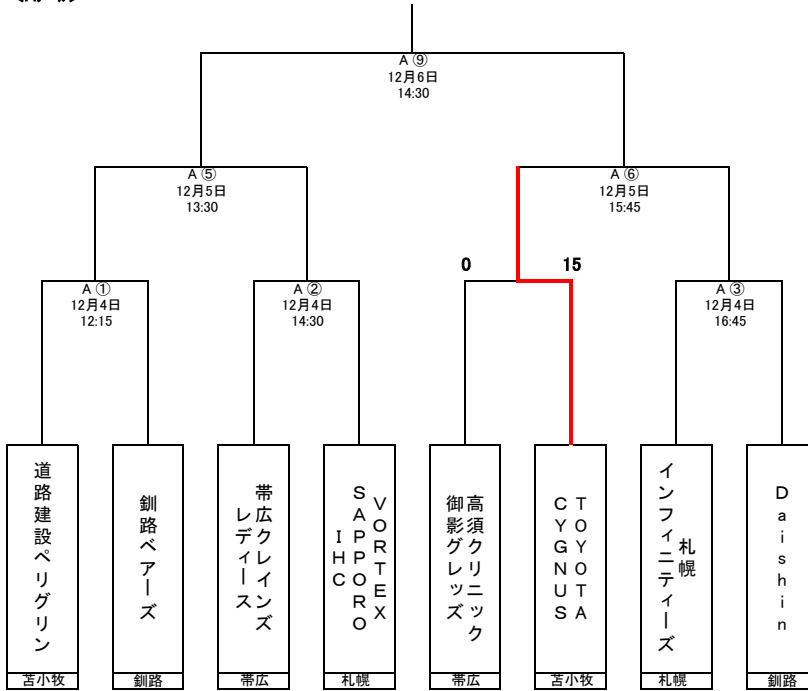 A ⑨
12月6日
14:30
A ⑤
12月5日
13:30
A ⑥
12月5日
15:45
0
15
A ①
12月4日
12:15
A ②
12月4日
14:30
A ③
12月4日
16:45
道路建設ペリグリン
苫小牧
釧路ベアーズ
釧路
帯広クレインズ
レディース
帯広
VORTEX
SAPPORO
IHC
札幌
高須クリニック
御影グレッズ
帯広
TOYOTA
CYGNUS
苫小牧
札幌
インフィニティーズ
札幌
Daishin
釧路